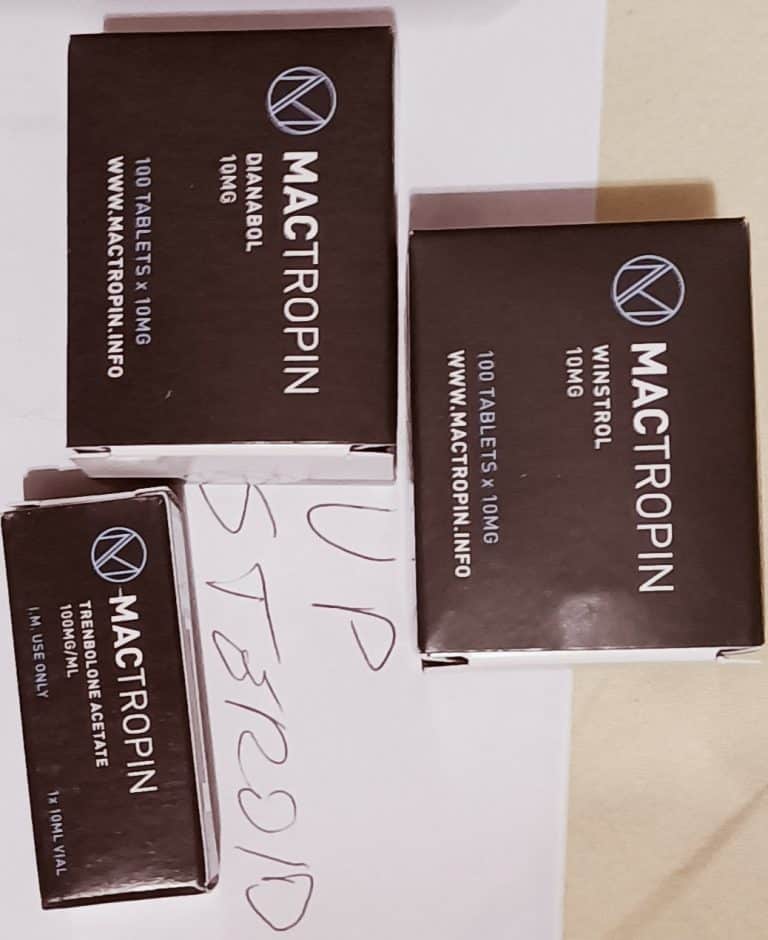 MACTROPIN
DIANABOL
10MG
100 TABLETS x 10MG
WWW.MACTROPIN.INFO
MACTROPIN
WINSTROL
10MG
100 TABLETS x 10MG
WWW.MACTROPIN.INFO
MACTROPIN
TRENBOLONE ACETATE
100MG/ML
I.M. USE ONLY
1x 10ML VIAL
UP
STEROID